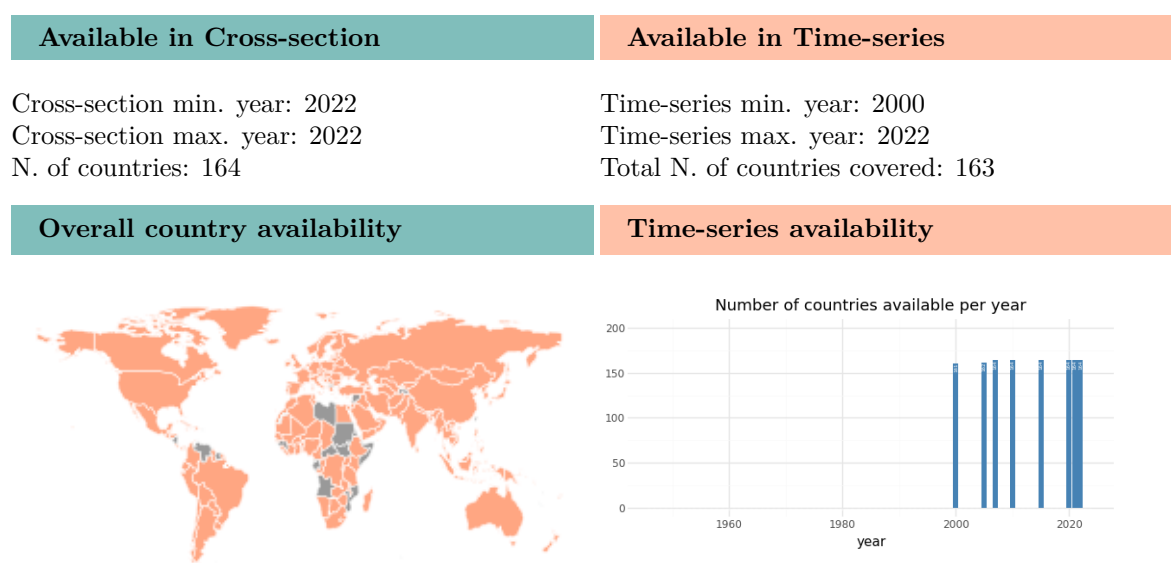 Available in Cross-section
Available in Time-series
Cross-section min. year: 2022
Cross-section max. year: 2022
N. of countries: 164
Time-series min. year: 2000
Time-series max. year: 2022
Total N. of countries covered: 163
Overall country availability
Time-series availability
Number of countries available per year
200
150
100
50
0
1960
1980
2000
2020
year